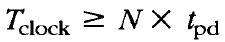 T_clock ≥ N × t_pd